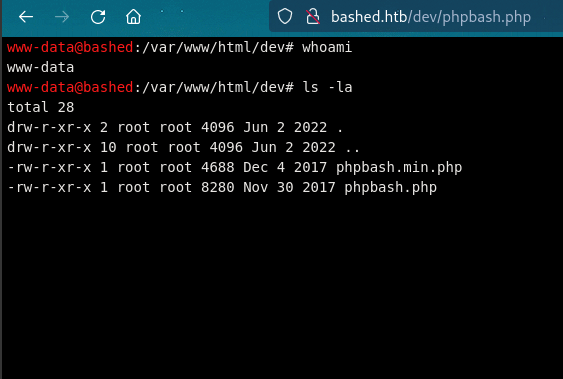 bashed.htb/dev/phpbash.php
www-data@bashed:/var/www/html/dev# whoami
www-data
www-data@bashed:/var/www/html/dev# ls -la
total 28
drw-r-xr-x 2 root root 4096 Jun 2 2022 .
drw-r-xr-x 10 root root 4096 Jun 2 2022 ..
-rw-r-xr-x 1 root root 4688 Dec 4 2017 phpbash.min.php
-rw-r-xr-x 1 root root 8280 Nov 30 2017 phpbash.php